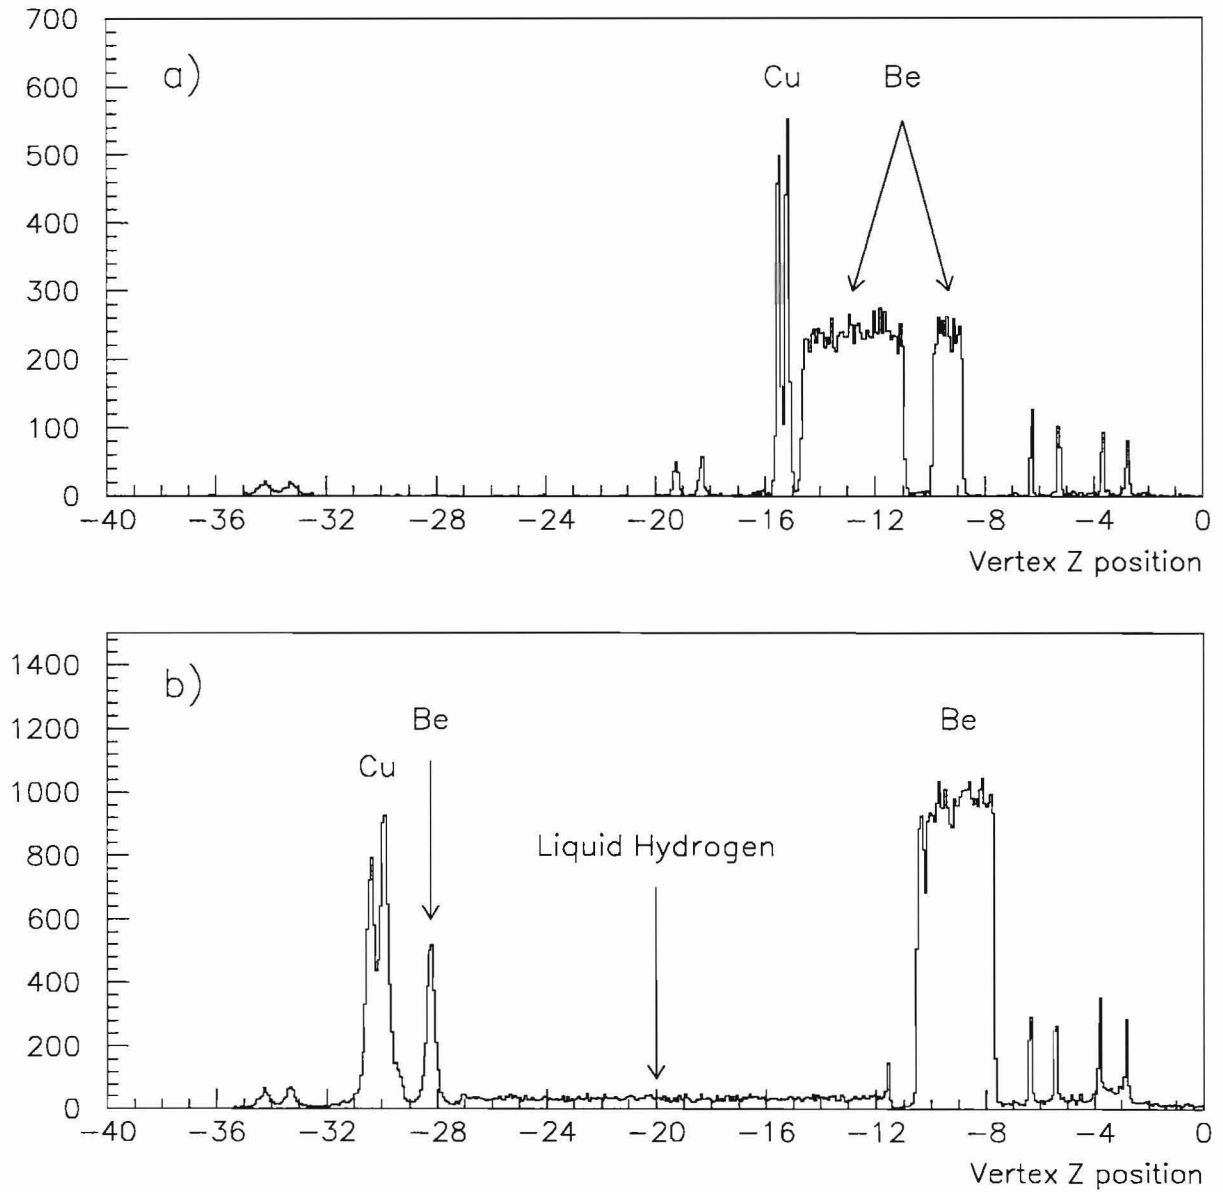 700
600
500
400
300
200
100
0
a)
Cu Be
−40 −36 −32 −28 −24 −20 −16 −12 −8 −4 0
Vertex Z position
1400
1200
1000
800
600
400
200
0
b)
Be Be
Cu
Liquid Hydrogen
−40 −36 −32 −28 −24 −20 −16 −12 −8 −4 0
Vertex Z position